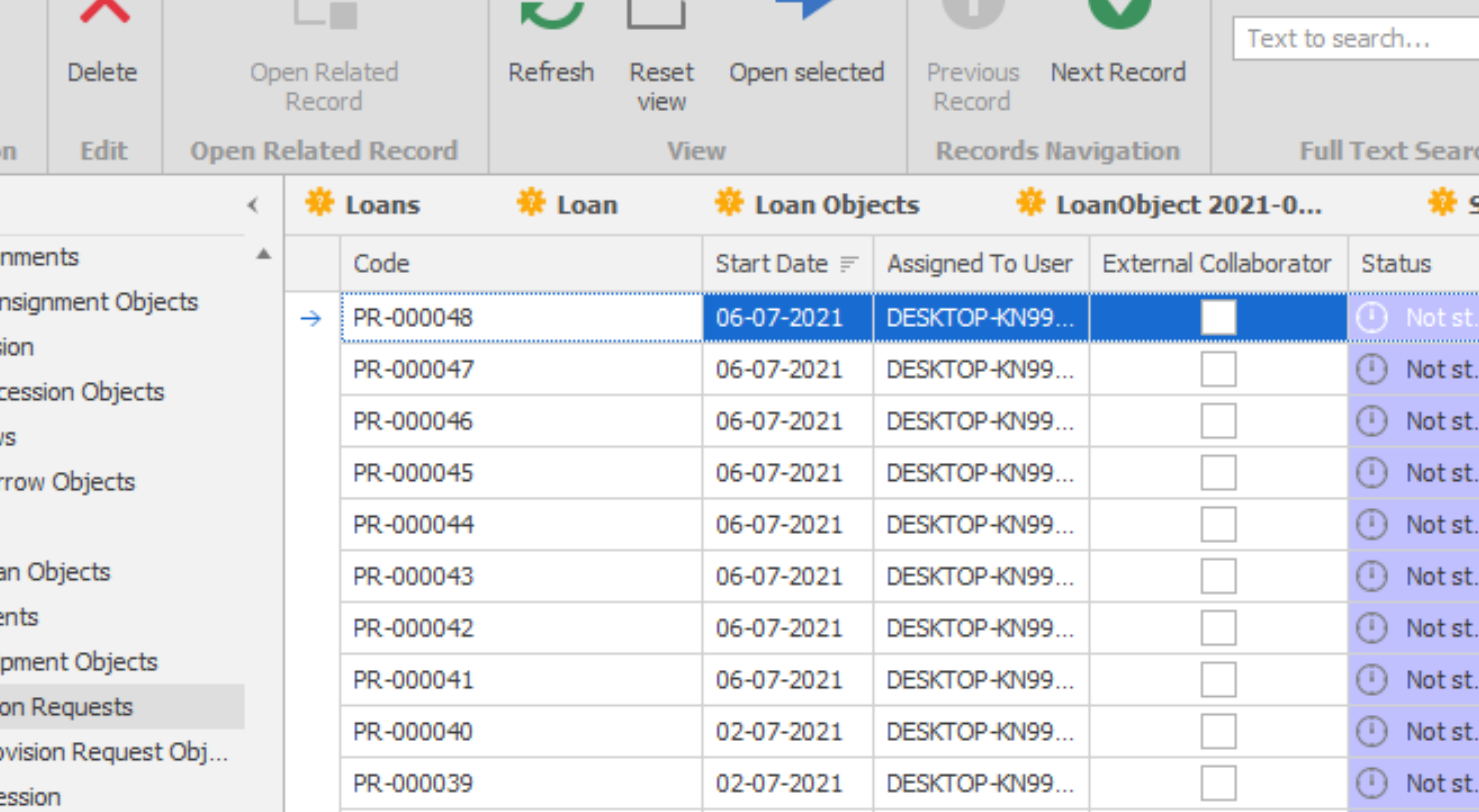 Text to search...
Delete
Open Related
Record
Refresh
Reset
view
Open selected
Previous
Record
Next Record
Edit
Open Related Record
View
Records Navigation
Full Text Searc
Loans
Loan
Loan Objects
LoanObject 2021-0...
S
nments
nsignment Objects
sion
cession Objects
ws
rrow Objects
an Objects
ents
ipment Objects
on Requests
ovision Request Obj...
ession
Code Start Date Assigned To User External Collaborator Status
PR-000048 06-07-2021 DESKTOP-KN99... Not st.
PR-000047 06-07-2021 DESKTOP-KN99... Not st.
PR-000046 06-07-2021 DESKTOP-KN99... Not st.
PR-000045 06-07-2021 DESKTOP-KN99... Not st.
PR-000044 06-07-2021 DESKTOP-KN99... Not st.
PR-000043 06-07-2021 DESKTOP-KN99... Not st.
PR-000042 06-07-2021 DESKTOP-KN99... Not st.
PR-000041 06-07-2021 DESKTOP-KN99... Not st.
PR-000040 02-07-2021 DESKTOP-KN99... Not st.
PR-000039 02-07-2021 DESKTOP-KN99... Not st.